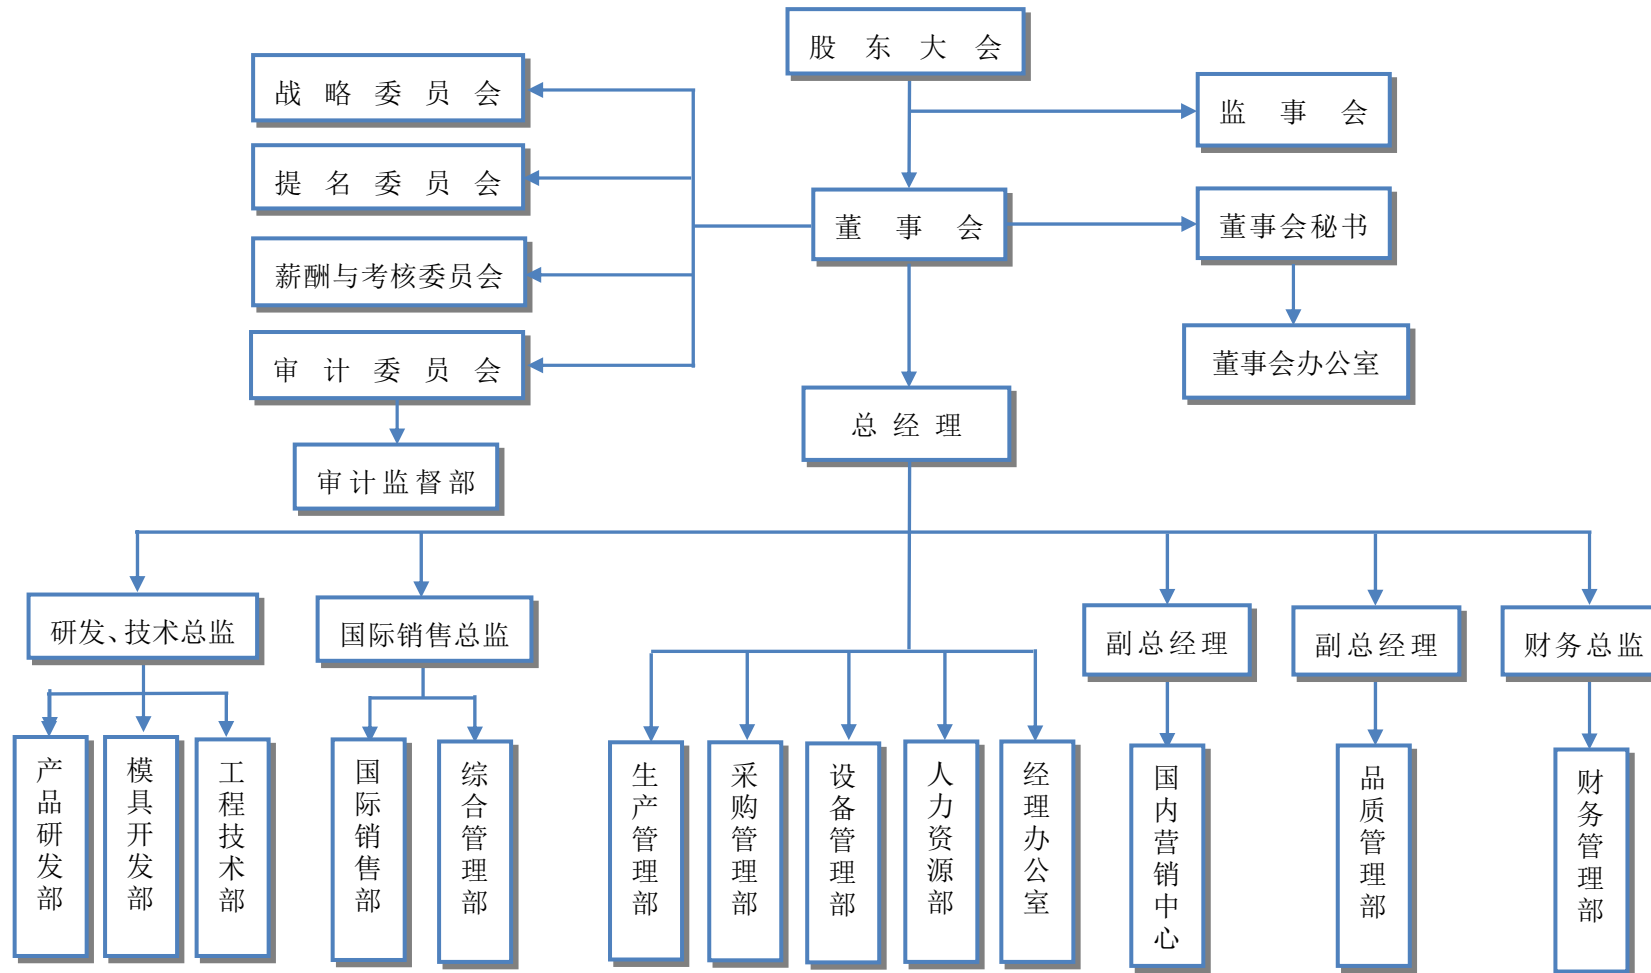 股东大会
战略委员会
监事会
提名委员会
董事会
董事会秘书
薪酬与考核委员会
审计委员会
董事会办公室
总经理
审计监督部
研发、技术总监
国际销售总监
副总经理
副总经理
财务总监
产品研发部
模具开发部
工程技术部
国际销售部
综合管理部
生产管理部
采购管理部
设备管理部
人力资源部
经理办公室
国内营销中心
品质管理部
财务管理部